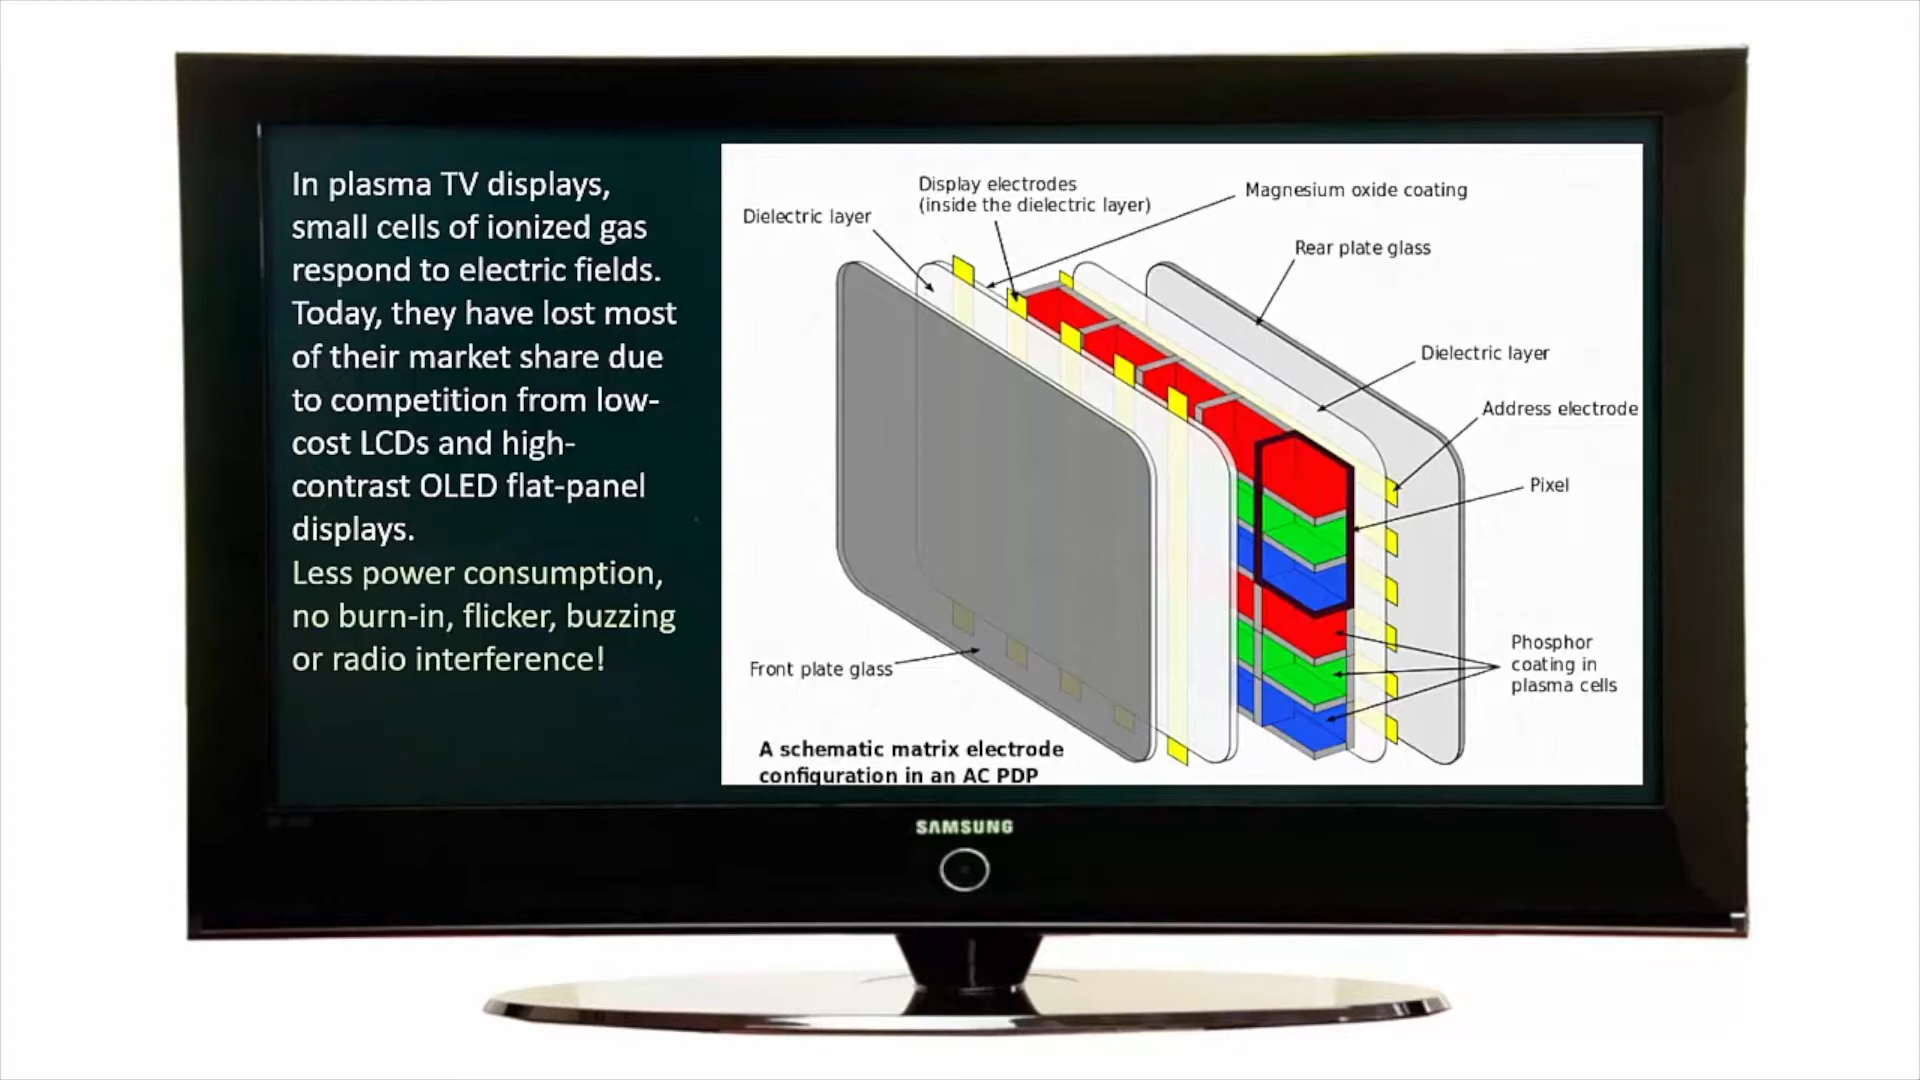 In plasma TV displays,
small cells of ionized gas
respond to electric fields.
Today, they have lost most
of their market share due
to competition from low-
cost LCDs and high-
contrast OLED flat-panel
displays.
Less power consumption,
no burn-in, flicker, buzzing
or radio interference!
Display electrodes
(inside the dielectric layer)
Magnesium oxide coating
Dielectric layer
Rear plate glass
Dielectric layer
Address electrode
Pixel
Phosphor
coating in
plasma cells
Front plate glass
A schematic matrix electrode
configuration in an AC PDP
SAMSUNG